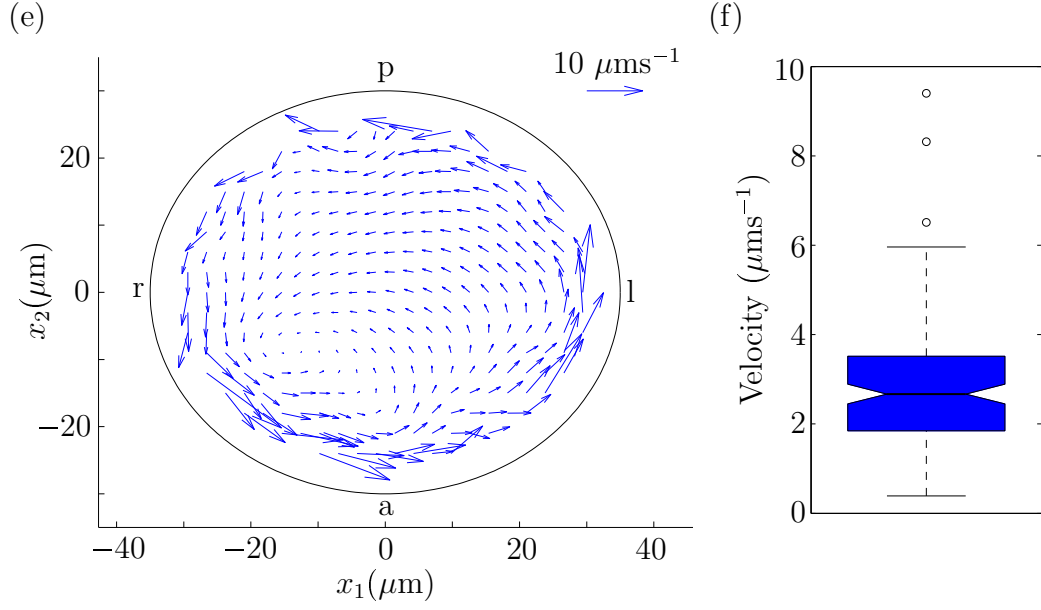 (e)
10 μms⁻¹
p
20
0
−20
x₂(μm)
r
l
a
−40
−20
0
20
40
x₁(μm)
(f)
10
8
6
4
2
0
Velocity (μms⁻¹)